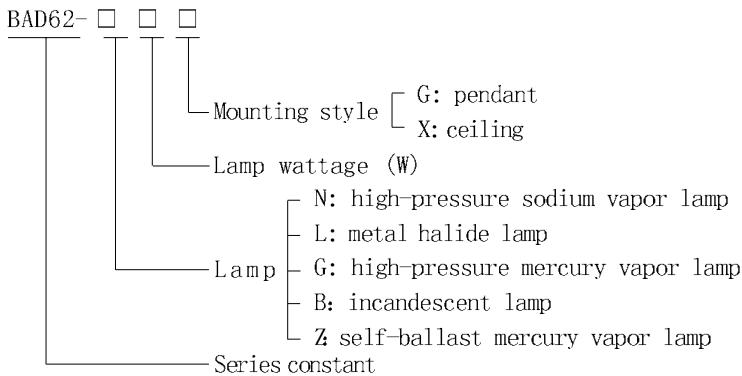 BAD62-□ □ □
G: pendant
Mounting style
X: ceiling
Lamp wattage (W)
N: high-pressure sodium vapor lamp
L: metal halide lamp
Lamp
G: high-pressure mercury vapor lamp
B: incandescent lamp
Z: self-ballast mercury vapor lamp
Series constant